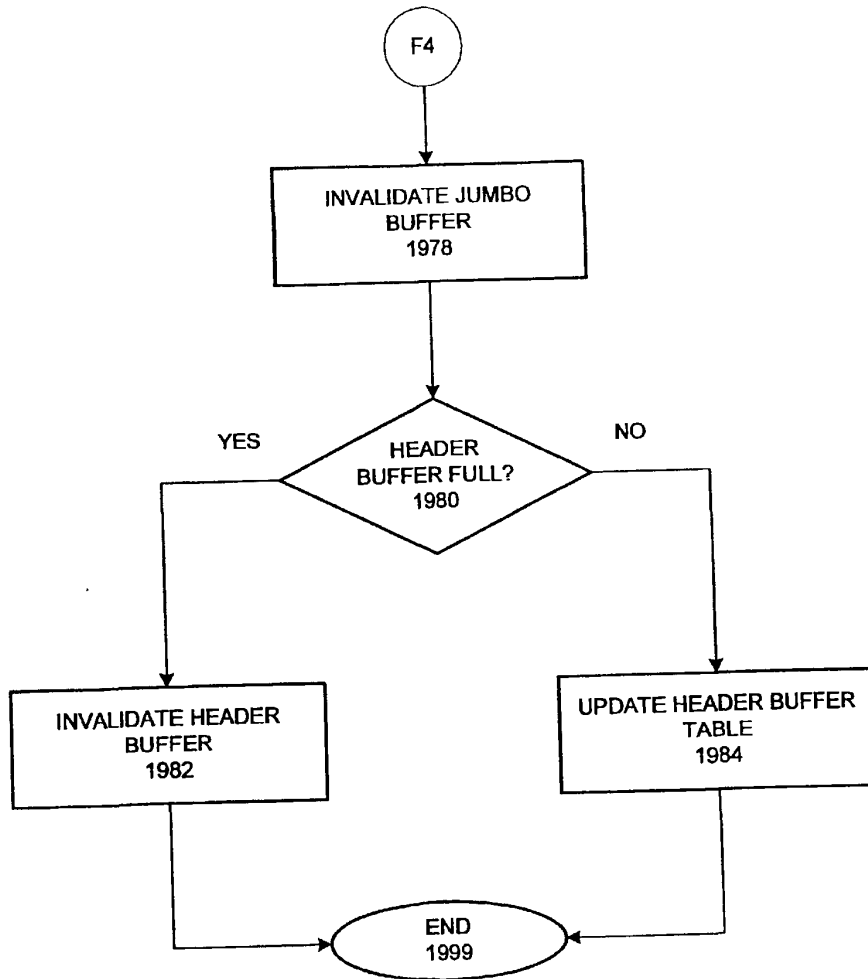 F4
INVALIDATE JUMBO
BUFFER
1978
YES
NO
HEADER
BUFFER FULL?
1980
INVALIDATE HEADER
BUFFER
1982
UPDATE HEADER BUFFER
TABLE
1984
END
1999